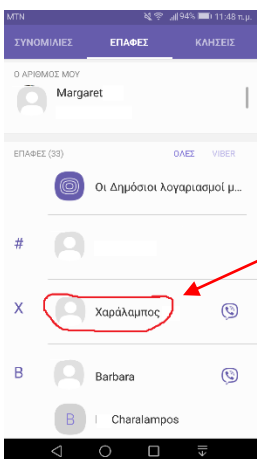 MTN 94% 11:48 π.μ.
ΣΥΝΟΜΙΛΙΕΣ ΕΠΑΦΕΣ ΚΛΗΣΕΙΣ
Ο ΑΡΙΘΜΟΣ ΜΟΥ
Margaret
ΕΠΑΦΕΣ (33) ΟΛΕΣ VIBER
Οι Δημόσιοι λογαριασμοί μ...
#
Χ Χαράλαμπος
B Barbara
B Charalampos